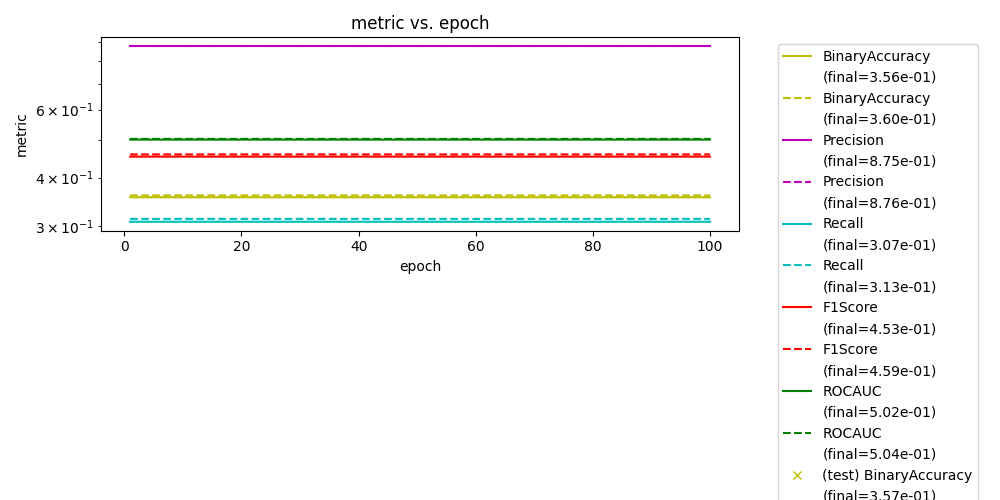 metric vs. epoch
6 × 10⁻¹
4 × 10⁻¹
3 × 10⁻¹
metric
0 20 40 60 80 100
epoch
BinaryAccuracy
(final=3.56e-01)
BinaryAccuracy
(final=3.60e-01)
Precision
(final=8.75e-01)
Precision
(final=8.76e-01)
Recall
(final=3.07e-01)
Recall
(final=3.13e-01)
F1Score
(final=4.53e-01)
F1Score
(final=4.59e-01)
ROCAUC
(final=5.02e-01)
ROCAUC
(final=5.04e-01)
(test) BinaryAccuracy
(final=3.57e-01)